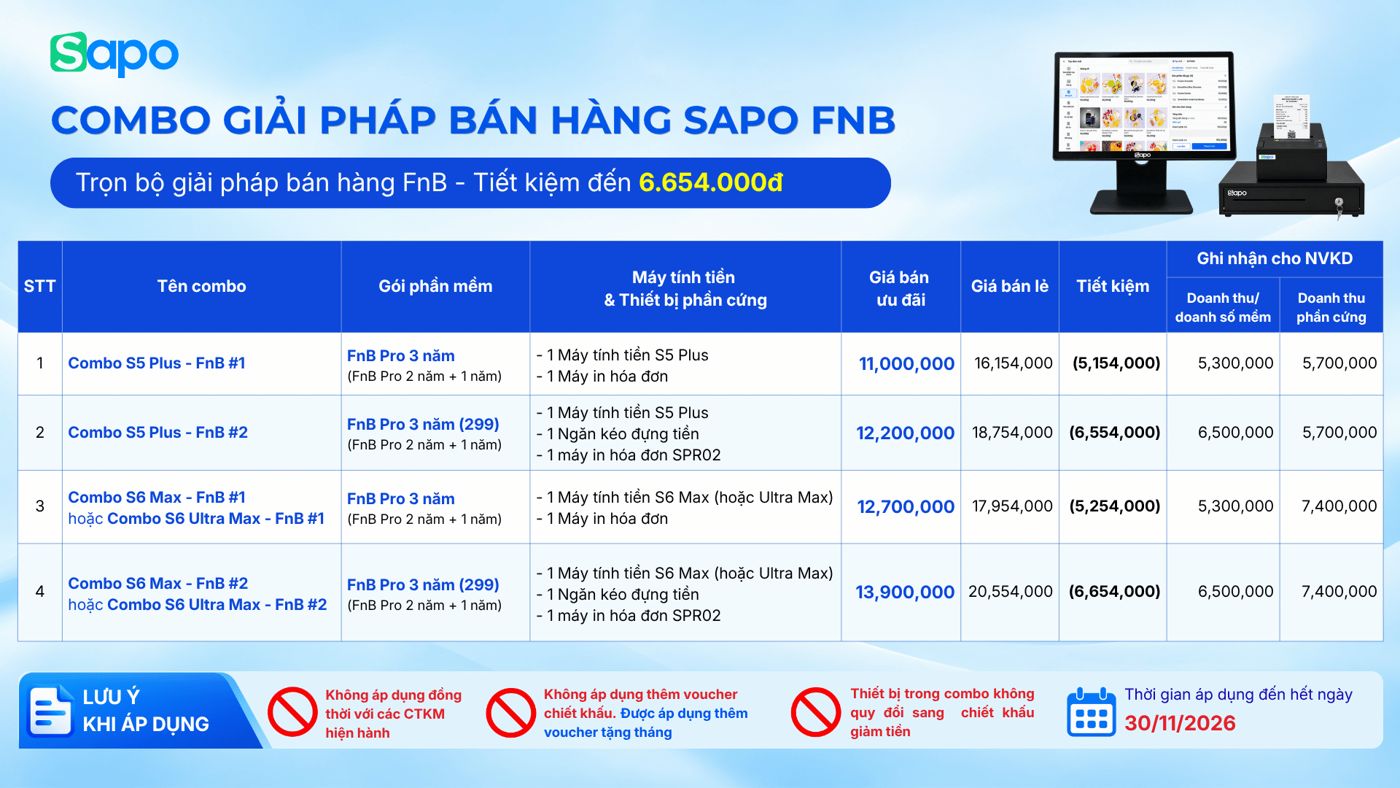 Sapo
COMBO GIẢI PHÁP BÁN HÀNG SAPO FNB
Trọn bộ giải pháp bán hàng FnB - Tiết kiệm đến 6.654.000đ
Sapo
Sapo
STT
Tên combo
Gói phần mềm
Máy tính tiền
& Thiết bị phần cứng
Giá bán
ưu đãi
Giá bán lẻ
Tiết kiệm
Ghi nhận cho NVKD
Doanh thu/
doanh số mềm
Doanh thu
phần cứng
1
Combo S5 Plus - FnB #1
FnB Pro 3 năm
(FnB Pro 2 năm + 1 năm)
- 1 Máy tính tiền S5 Plus
- 1 Máy in hóa đơn
11,000,000
16,154,000
(5,154,000)
5,300,000
5,700,000
2
Combo S5 Plus - FnB #2
FnB Pro 3 năm (299)
(FnB Pro 2 năm + 1 năm)
- 1 Máy tính tiền S5 Plus
- 1 Ngăn kéo đựng tiền
- 1 máy in hóa đơn SPR02
12,200,000
18,754,000
(6,554,000)
6,500,000
5,700,000
3
Combo S6 Max - FnB #1
hoặc Combo S6 Ultra Max - FnB #1
FnB Pro 3 năm
(FnB Pro 2 năm + 1 năm)
- 1 Máy tính tiền S6 Max (hoặc Ultra Max)
- 1 Máy in hóa đơn
12,700,000
17,954,000
(5,254,000)
5,300,000
7,400,000
4
Combo S6 Max - FnB #2
hoặc Combo S6 Ultra Max - FnB #2
FnB Pro 3 năm (299)
(FnB Pro 2 năm + 1 năm)
- 1 Máy tính tiền S6 Max (hoặc Ultra Max)
- 1 Ngăn kéo đựng tiền
- 1 máy in hóa đơn SPR02
13,900,000
20,554,000
(6,654,000)
6,500,000
7,400,000
LƯU Ý
KHI ÁP DỤNG
Không áp dụng đồng
thời với các CTKM
hiện hành
Không áp dụng thêm voucher
chiết khấu. Được áp dụng thêm
voucher tặng tháng
Thiết bị trong combo không
quy đổi sang chiết khấu
giảm tiền
Thời gian áp dụng đến hết ngày
30/11/2026